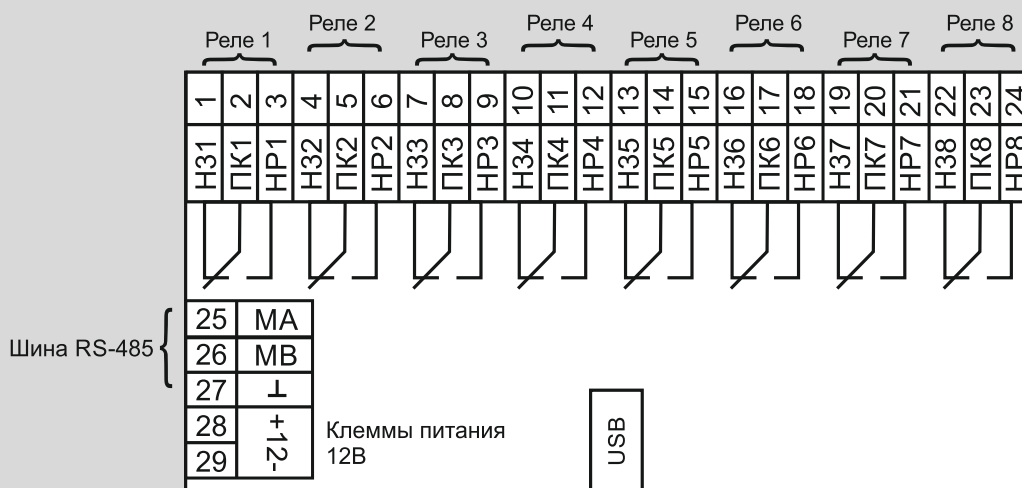 Реле 1 Реле 2 Реле 3 Реле 4 Реле 5 Реле 6 Реле 7 Реле 8
1 2 3 4 5 6 7 8 9 10 11 12 13 14 15 16 17 18 19 20 21 22 23 24
НЗ1 ПК1 НР1 НЗ2 ПК2 НР2 НЗ3 ПК3 НР3 НЗ4 ПК4 НР4 НЗ5 ПК5 НР5 НЗ6 ПК6 НР6 НЗ7 ПК7 НР7 НЗ8 ПК8 НР8
Шина RS-485
25 MA
26 MB
27 ⊥
28
29
+12-
Клеммы питания
12В
USB